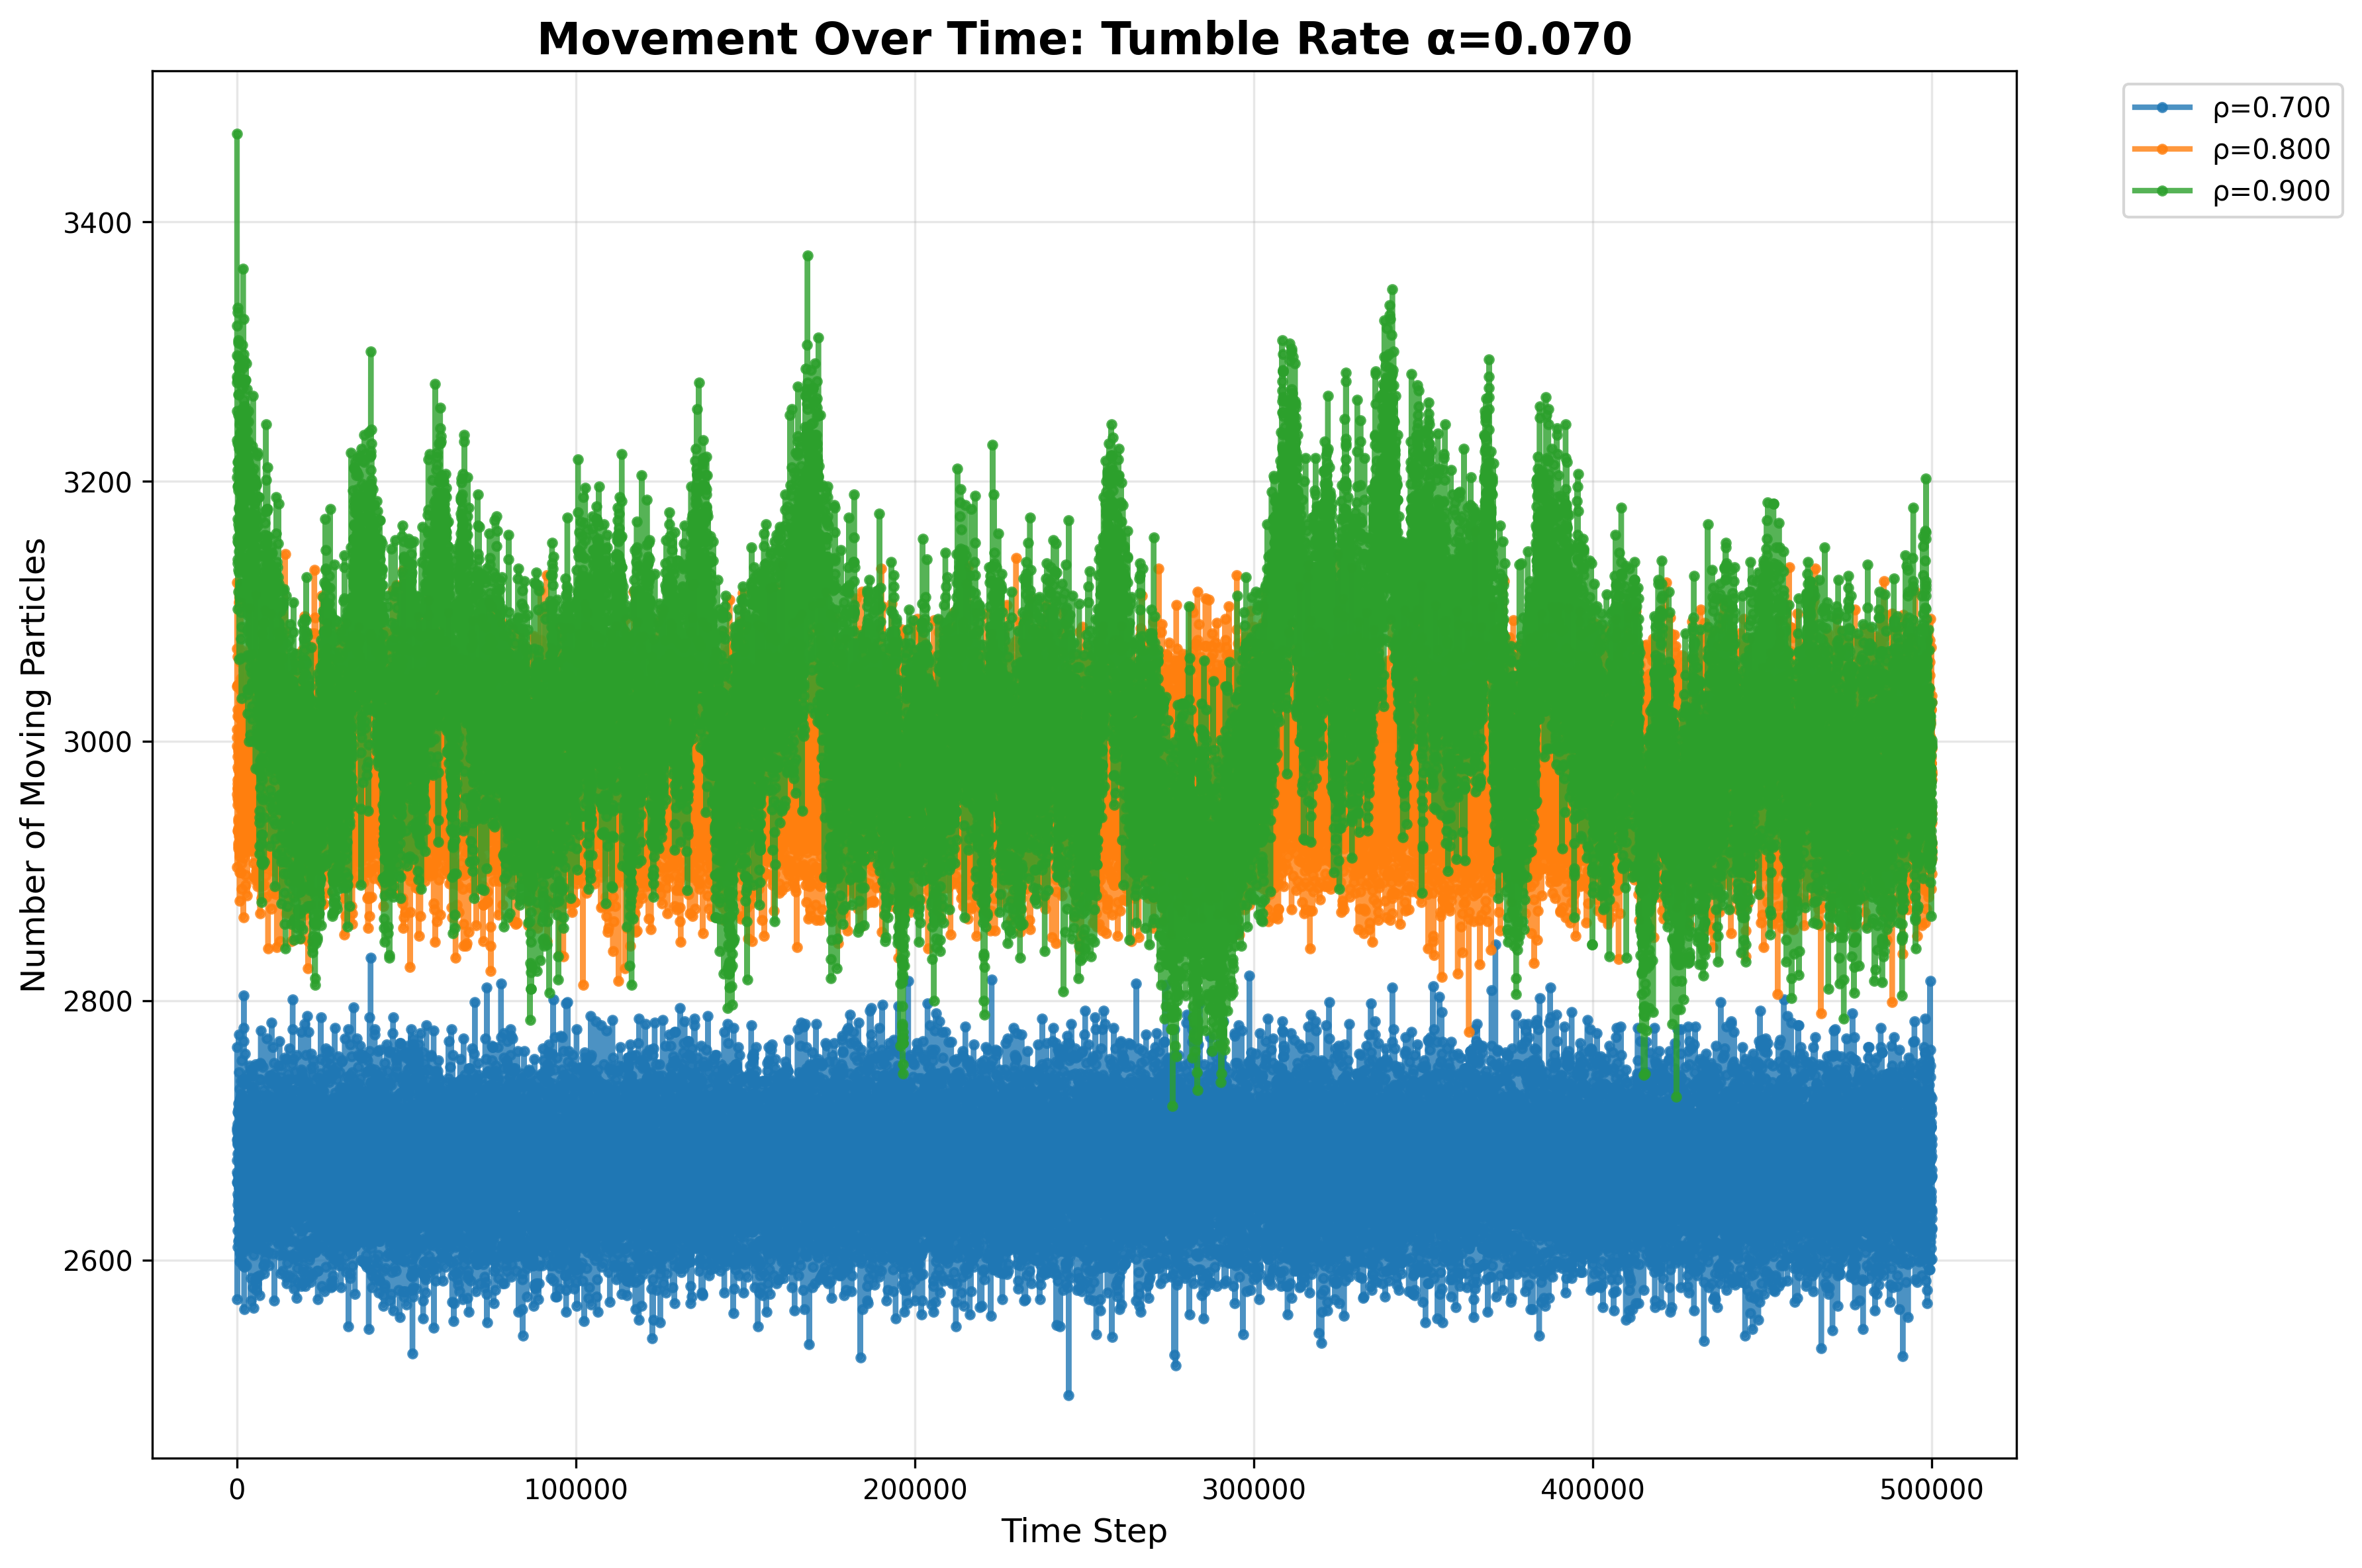 Movement Over Time: Tumble Rate α=0.070
ρ=0.700
ρ=0.800
ρ=0.900
Number of Moving Particles
3400
3200
3000
2800
2600
0
100000
200000
300000
400000
500000
Time Step